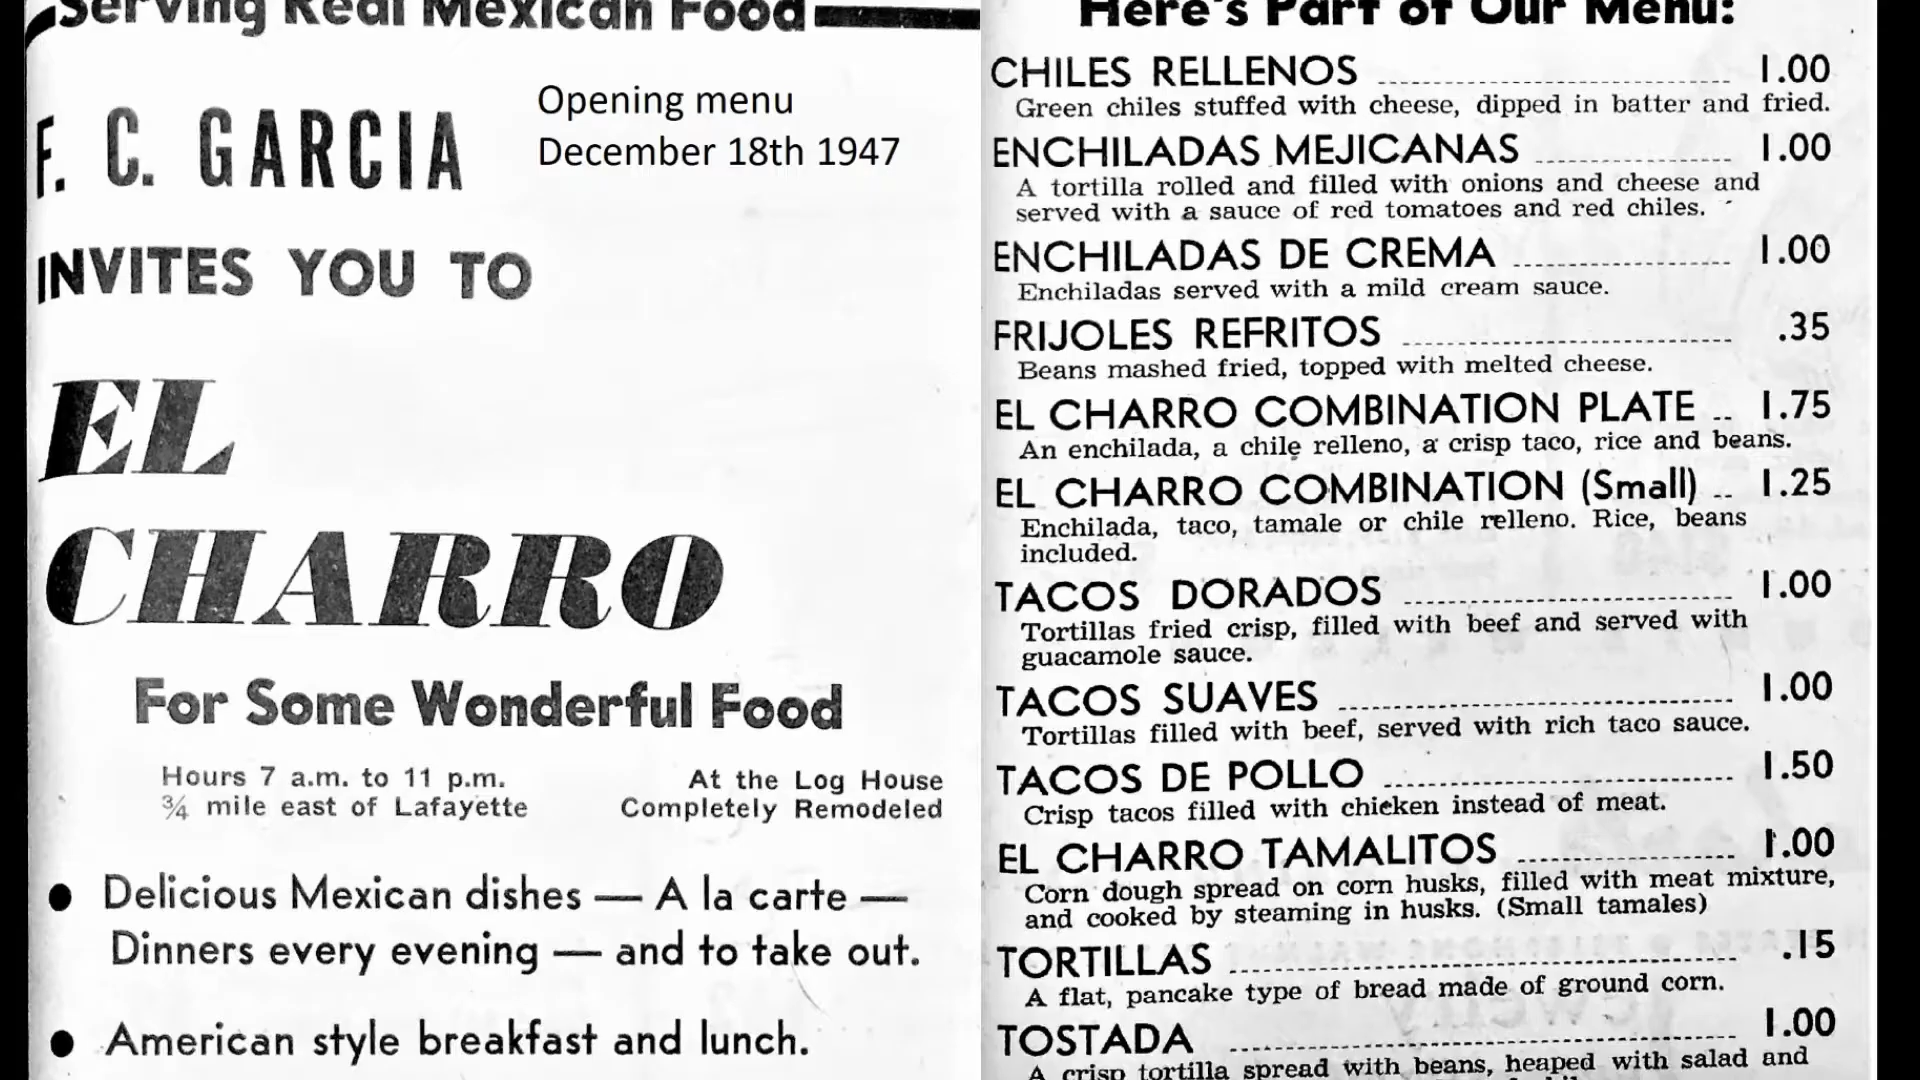 Serving Real Mexican Food
F. C. GARCIA
Opening menu
December 18th 1947
INVITES YOU TO
EL
CHARRO
For Some Wonderful Food
Hours 7 a.m. to 11 p.m.
¾ mile east of Lafayette
At the Log House
Completely Remodeled
● Delicious Mexican dishes — A la carte —
Dinners every evening — and to take out.
● American style breakfast and lunch.
Here's Part of Our Menu:
CHILES RELLENOS 1.00
Green chiles stuffed with cheese, dipped in batter and fried.
ENCHILADAS MEJICANAS 1.00
A tortilla rolled and filled with onions and cheese and
served with a sauce of red tomatoes and red chiles.
ENCHILADAS DE CREMA 1.00
Enchiladas served with a mild cream sauce.
FRIJOLES REFRITOS .35
Beans mashed fried, topped with melted cheese.
EL CHARRO COMBINATION PLATE .. 1.75
An enchilada, a chile relleno, a crisp taco, rice and beans.
EL CHARRO COMBINATION (Small) .. 1.25
Enchilada, taco, tamale or chile relleno. Rice, beans
included.
TACOS DORADOS 1.00
Tortillas fried crisp, filled with beef and served with
guacamole sauce.
TACOS SUAVES 1.00
Tortillas filled with beef, served with rich taco sauce.
TACOS DE POLLO 1.50
Crisp tacos filled with chicken instead of meat.
EL CHARRO TAMALITOS 1.00
Corn dough spread on corn husks, filled with meat mixture,
and cooked by steaming in husks. (Small tamales)
TORTILLAS .15
A flat, pancake type of bread made of ground corn.
TOSTADA 1.00
A crisp tortilla spread with beans, heaped with salad and